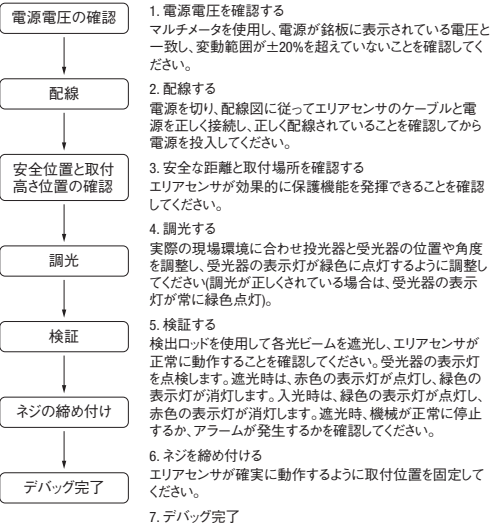 電源電圧の確認
配線
安全位置と取付
高さ位置の確認
調光
検証
ネジの締め付け
デバッグ完了
1. 電源電圧を確認する
マルチメータを使用し、電源が銘板に表示されている電圧と
一致し、変動範囲が±20%を超えていないことを確認してく
ださい。
2. 配線する
電源を切り、配線図に従ってエリアセンサのケーブルと電
源を正しく接続し、正しく配線されていることを確認してから
電源を投入してください。
3. 安全な距離と取付場所を確認する
エリアセンサが効果的に保護機能を発揮できることを確認
してください。
4. 調光する
実際の現場環境に合わせ投光器と受光器の位置や角度
を調整し、受光器の表示灯が緑色に点灯するように調整し
てください(調光が正しくされている場合は、受光器の表示
灯が常に緑色点灯)。
5. 検証する
検出ロッドを使用して各光ビームを遮光し、エリアセンサが
正常に動作することを確認してください。受光器の表示灯
を点検します。遮光時は、赤色の表示灯が点灯し、緑色の
表示灯が消灯します。入光時は、緑色の表示灯が点灯し、
赤色の表示灯が消灯します。遮光時、機械が正常に停止
するか、アラームが発生するかを確認してください。
6. ネジを締め付ける
エリアセンサが確実に動作するように取付位置を固定して
ください。
7. デバッグ完了